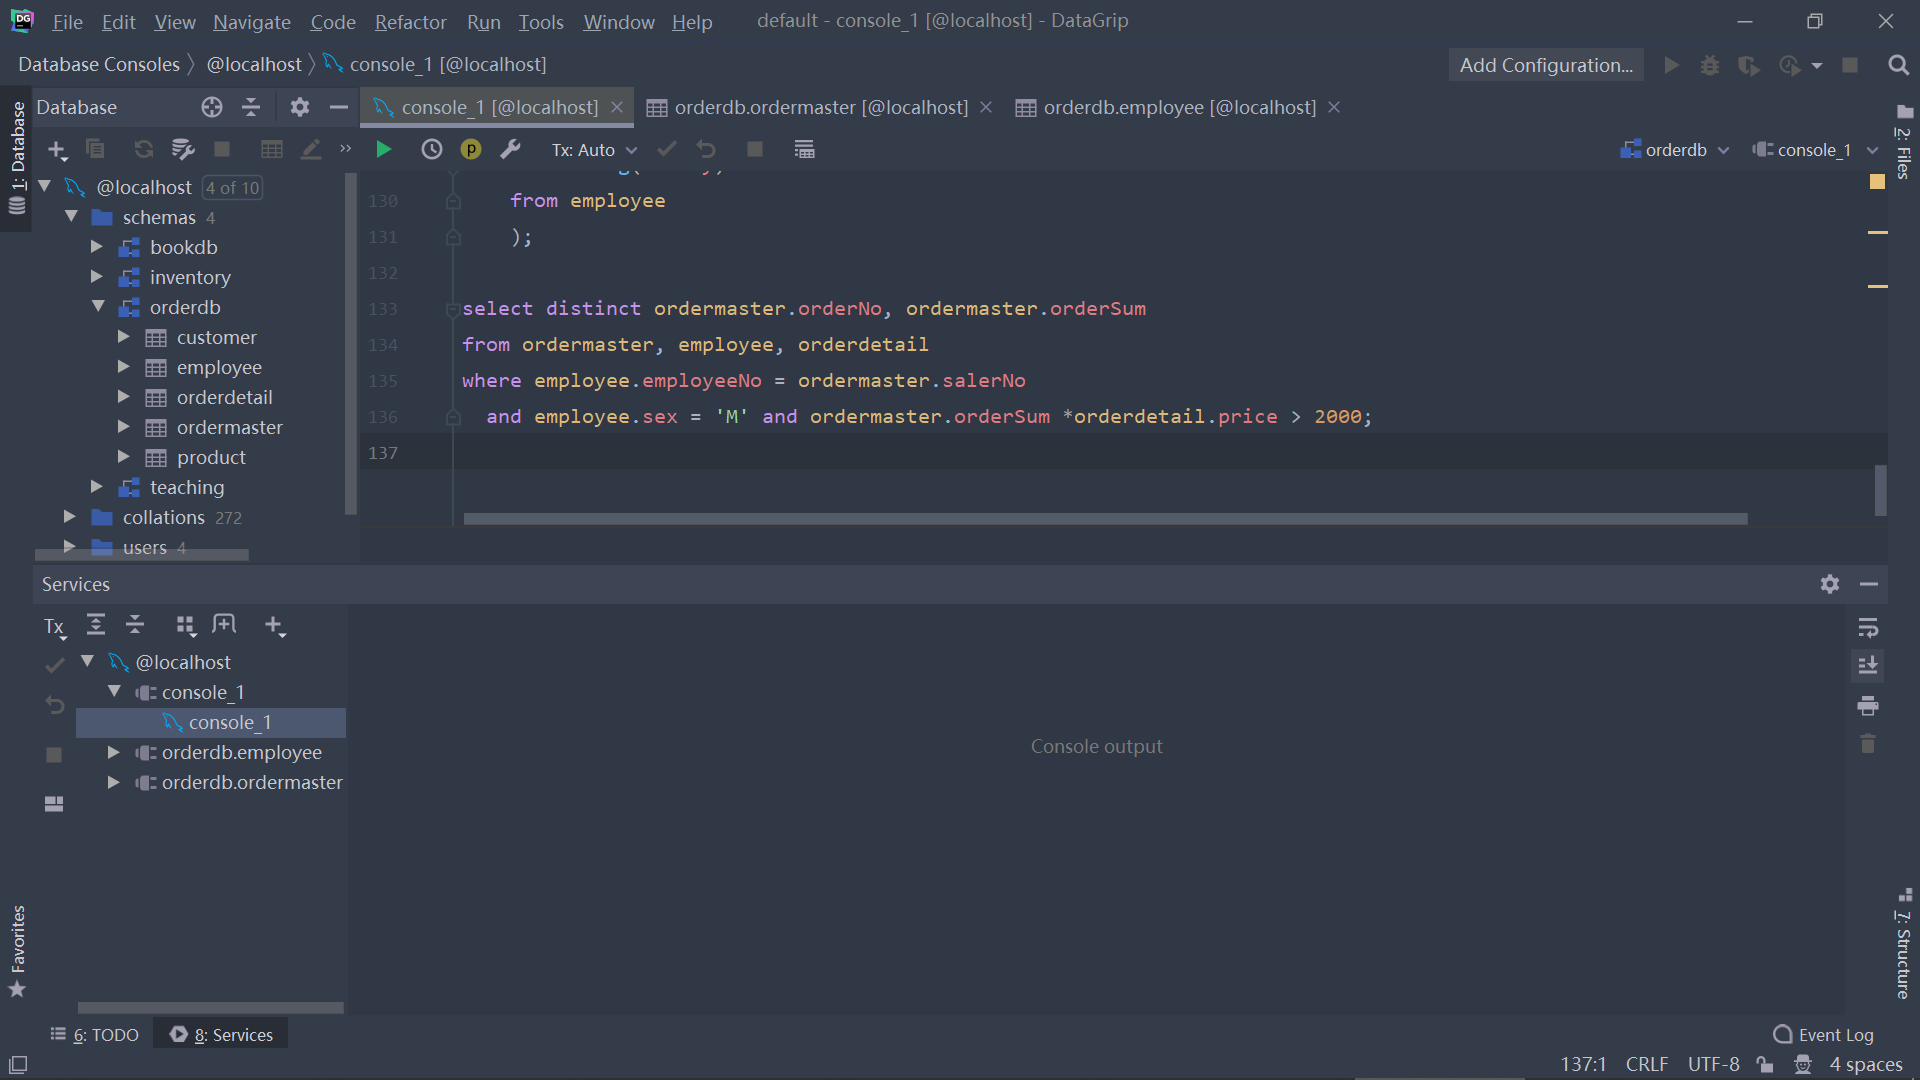 File Edit View Navigate Code Refactor Run Tools Window Help default - console_1 [@localhost] - DataGrip
Database Consoles @localhost console_1 [@localhost] Add Configuration...
1: Database
Database
console_1 [@localhost] orderdb.ordermaster [@localhost] orderdb.employee [@localhost]
2: Files
Tx: Auto orderdb console_1
@localhost 4 of 10
schemas 4
bookdb
inventory
orderdb
customer
employee
orderdetail
ordermaster
product
teaching
collations 272
users 4
130 from employee
131 );
132
133 select distinct ordermaster.orderNo, ordermaster.orderSum
134 from ordermaster, employee, orderdetail
135 where employee.employeeNo = ordermaster.salerNo
136 and employee.sex = 'M' and ordermaster.orderSum *orderdetail.price > 2000;
137
Services
Tx
@localhost
console_1
console_1
orderdb.employee
orderdb.ordermaster
Console output
Favorites
7: Structure
6: TODO 8: Services Event Log
137:1 CRLF UTF-8 4 spaces